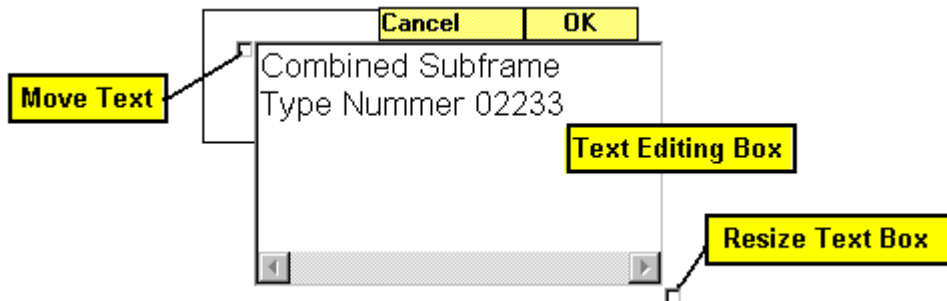 Cancel OK
Combined Subframe
Move Text
Type Nummer 02233
Text Editing Box
Resize Text Box